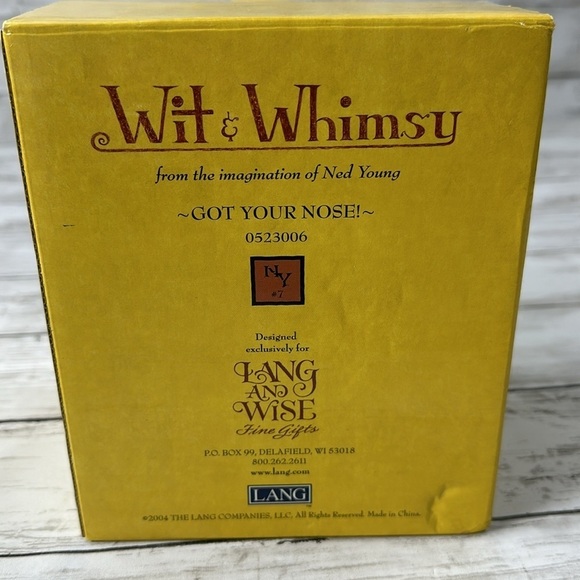 Wit & Whimsy
from the imagination of Ned Young
~GOT YOUR NOSE!~
0523006
NY
#7
Designed
exclusively for
LANG
AND
WISE
Fine Gifts
P.O. BOX 99, DELAFIELD, WI 53018
800.262.2611
www.lang.com
LANG
©2004 THE LANG COMPANIES, LLC. All Rights Reserved. Made in China.